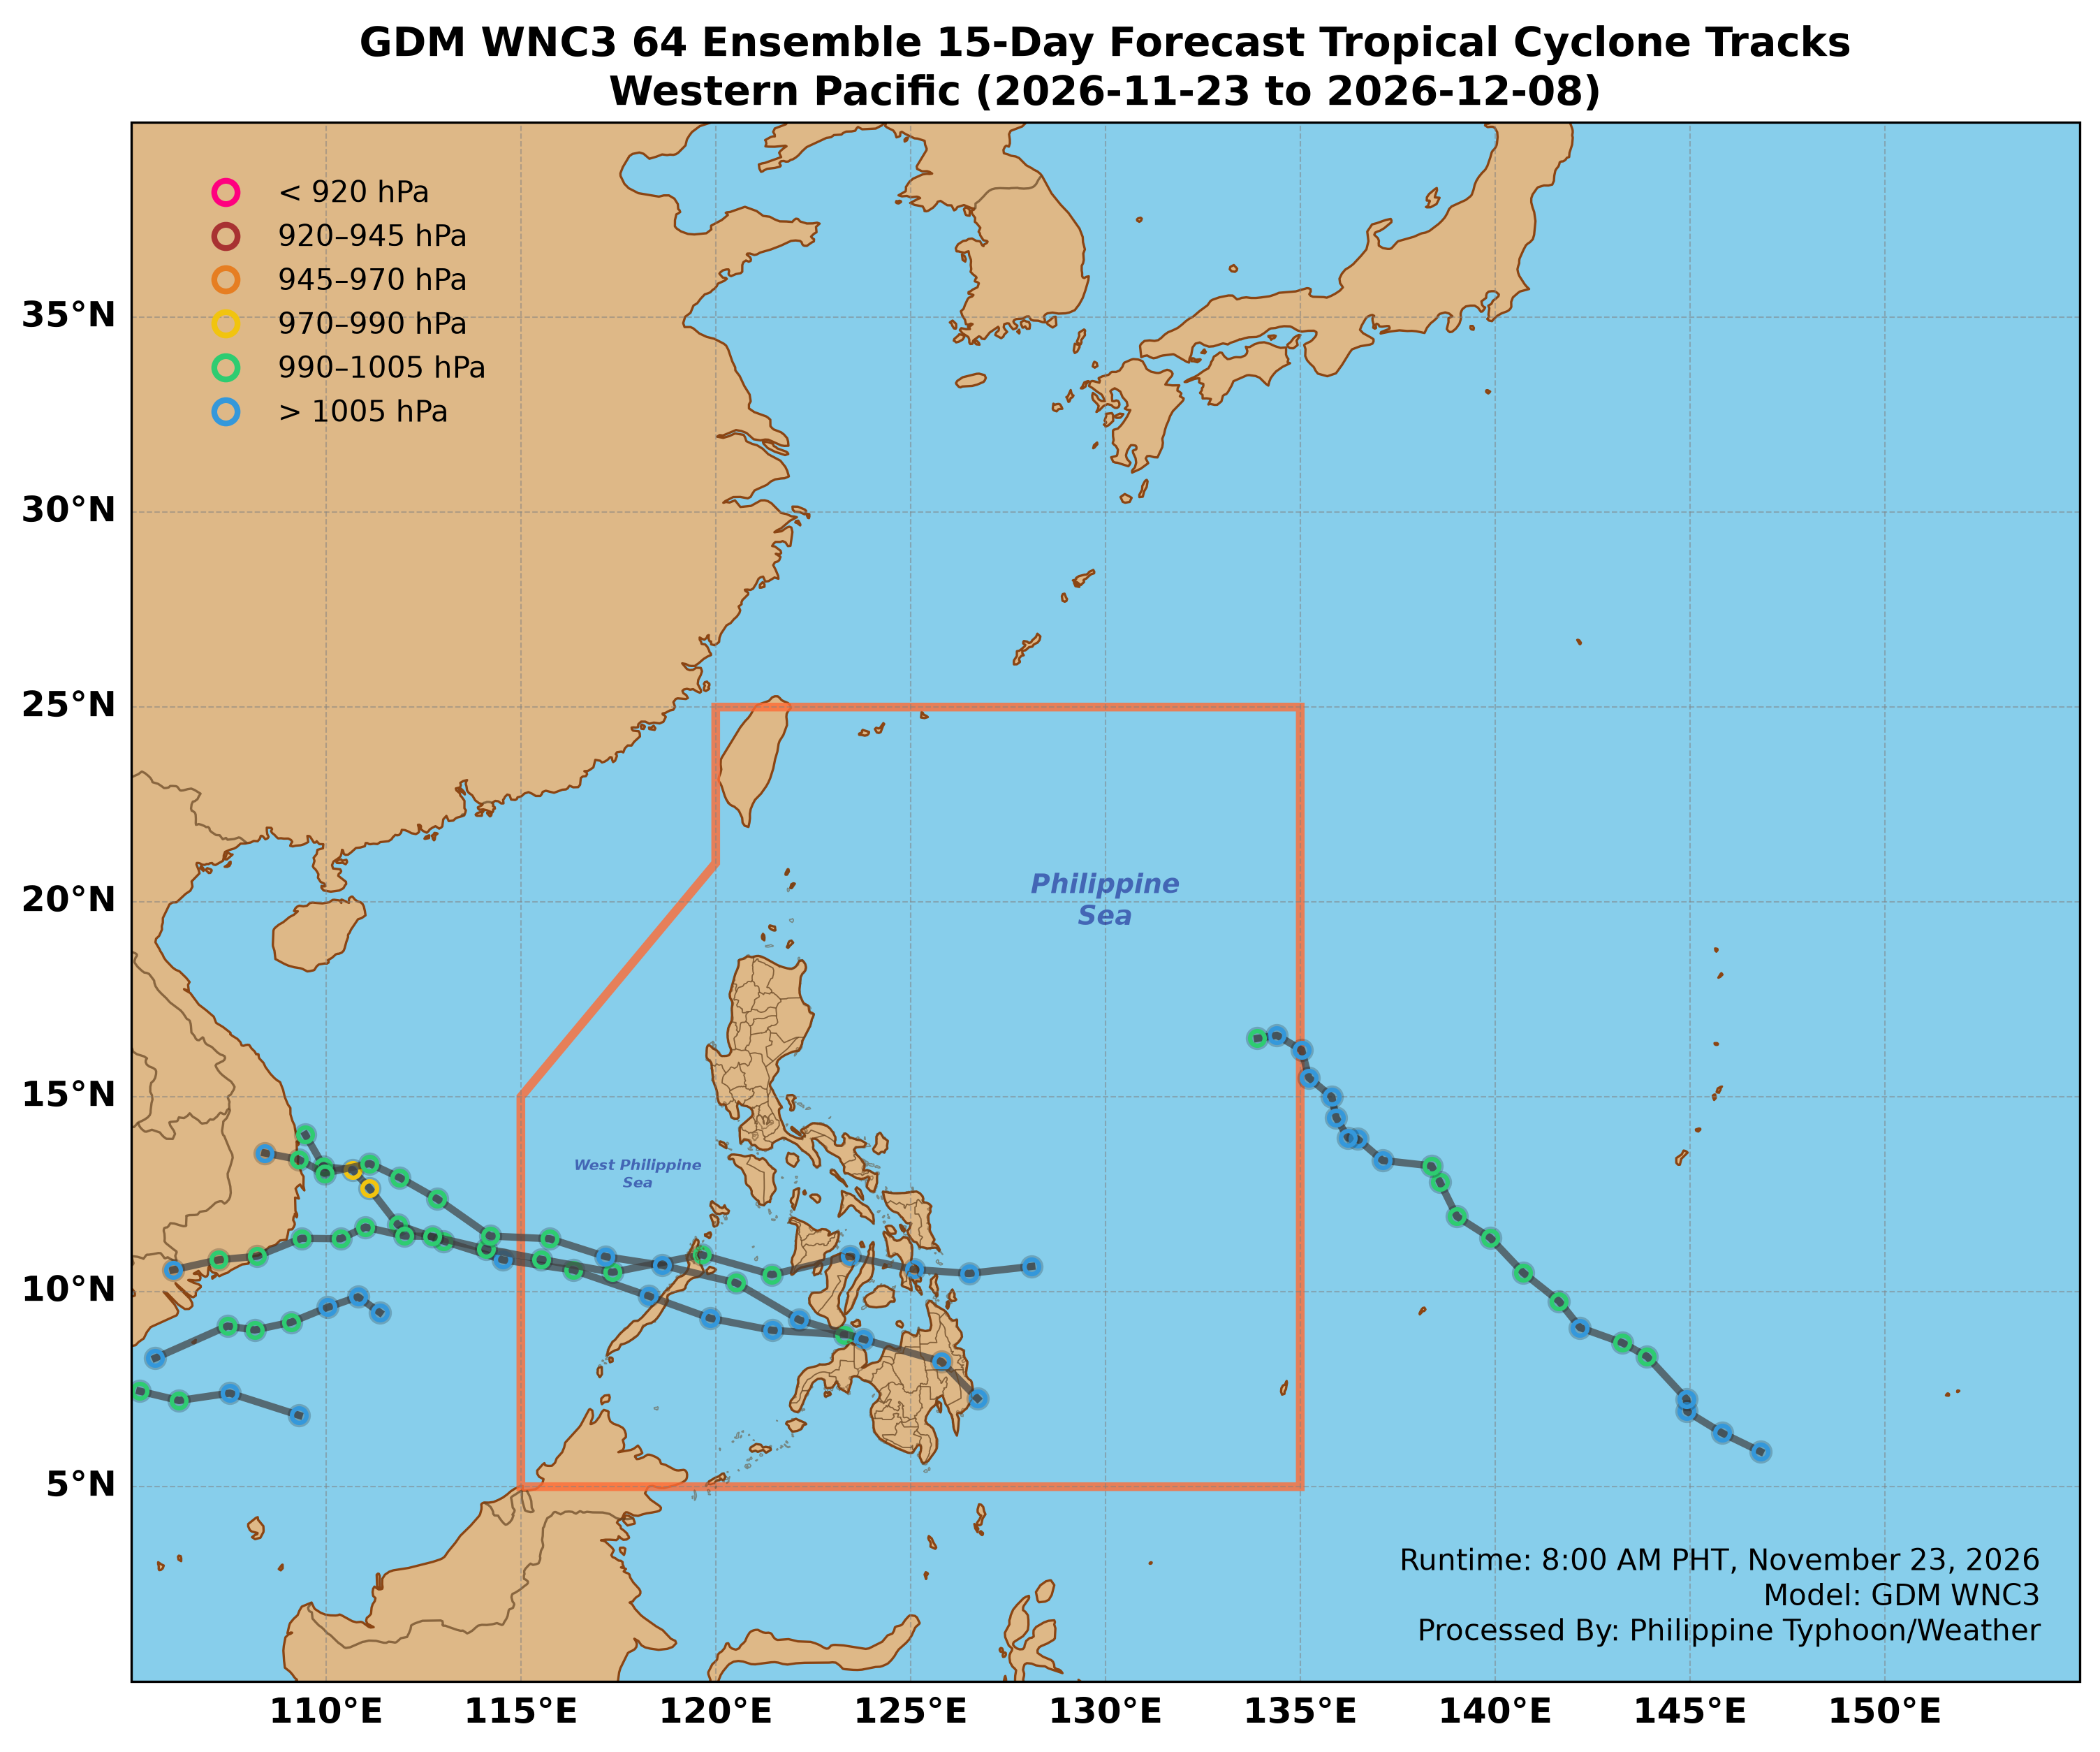 GDM WNC3 64 Ensemble 15-Day Forecast Tropical Cyclone Tracks
Western Pacific (2026-11-23 to 2026-12-08)
< 920 hPa
920–945 hPa
945–970 hPa
970–990 hPa
990–1005 hPa
> 1005 hPa
35°N
30°N
25°N
20°N
15°N
10°N
5°N
Philippine
Sea
West Philippine
Sea
Runtime: 8:00 AM PHT, November 23, 2026
Model: GDM WNC3
Processed By: Philippine Typhoon/Weather
110°E 115°E 120°E 125°E 130°E 135°E 140°E 145°E 150°E